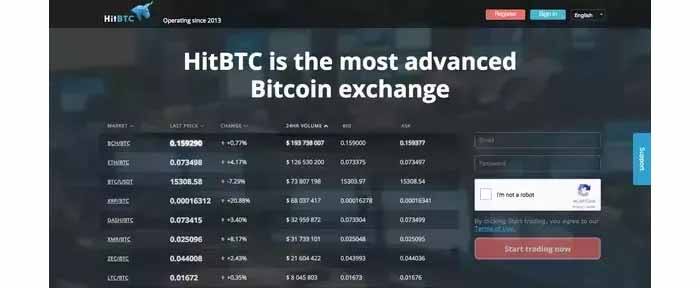 HitBTC Operating since 2013 Register Sign in English
HitBTC is the most advanced
Bitcoin exchange
MARKET LAST PRICE CHANGE 24HR VOLUME BID ASK
BCH/BTC 0.159290 +0.77% $ 193 738 007 0.159000 0.159377
ETH/BTC 0.073498 +4.17% $ 126 530 200 0.073375 0.073497
BTC/USDT 15308.58 -7.29% $ 73 807 198 15303.97 15308.54
XRP/BTC 0.00016312 +20.88% $ 68 037 417 0.00016278 0.00016341
DASH/BTC 0.073415 +3.40% $ 32 959 872 0.073304 0.073499
XMR/BTC 0.025096 +8.17% $ 31 733 101 0.025048 0.025095
ZEC/BTC 0.044008 +2.43% $ 21 604 422 0.043993 0.044036
LTC/BTC 0.01672 +0.35% $ 8 045 803 0.01673 0.01676
Email
Password
I'm not a robot
reCAPTCHA
By clicking Start trading, you agree to our
Terms of Use.
Start trading now
Support